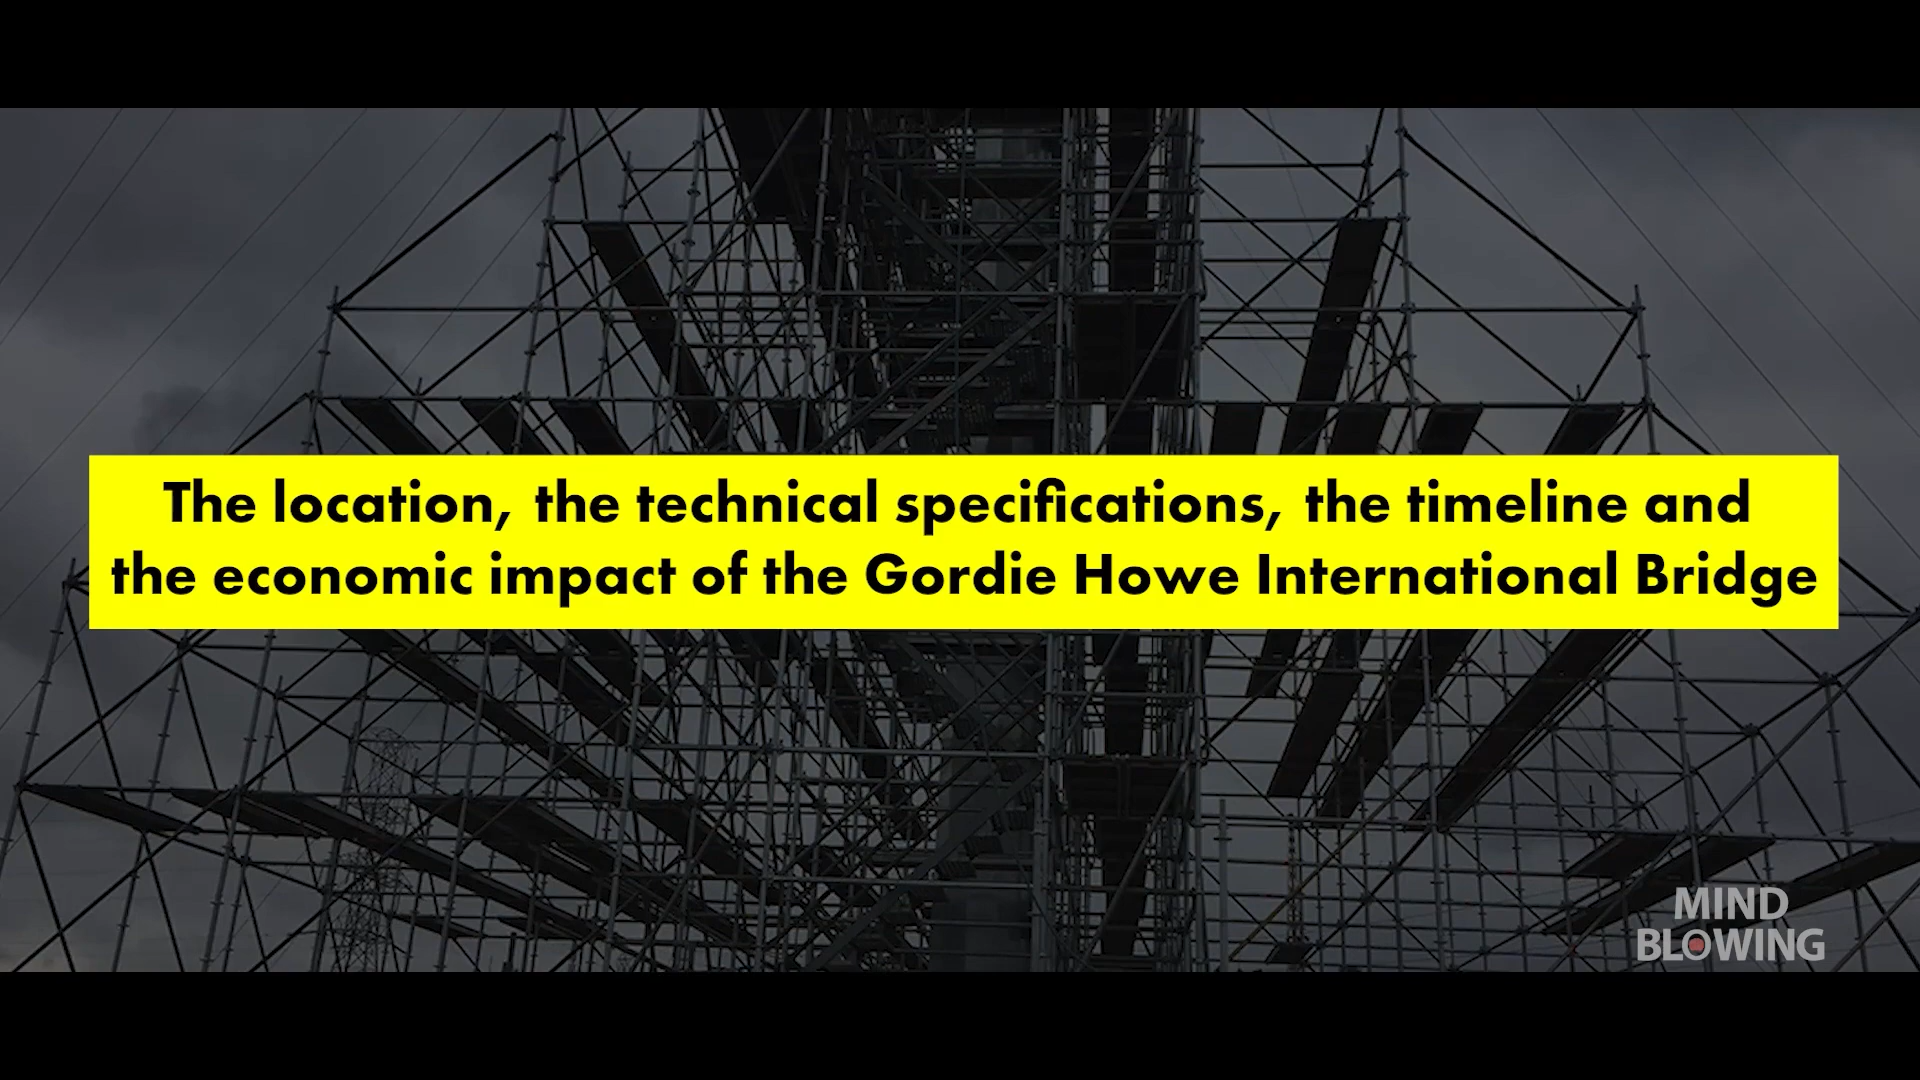 The location, the technical specifications, the timeline and
the economic impact of the Gordie Howe International Bridge
MIND
BLOWING